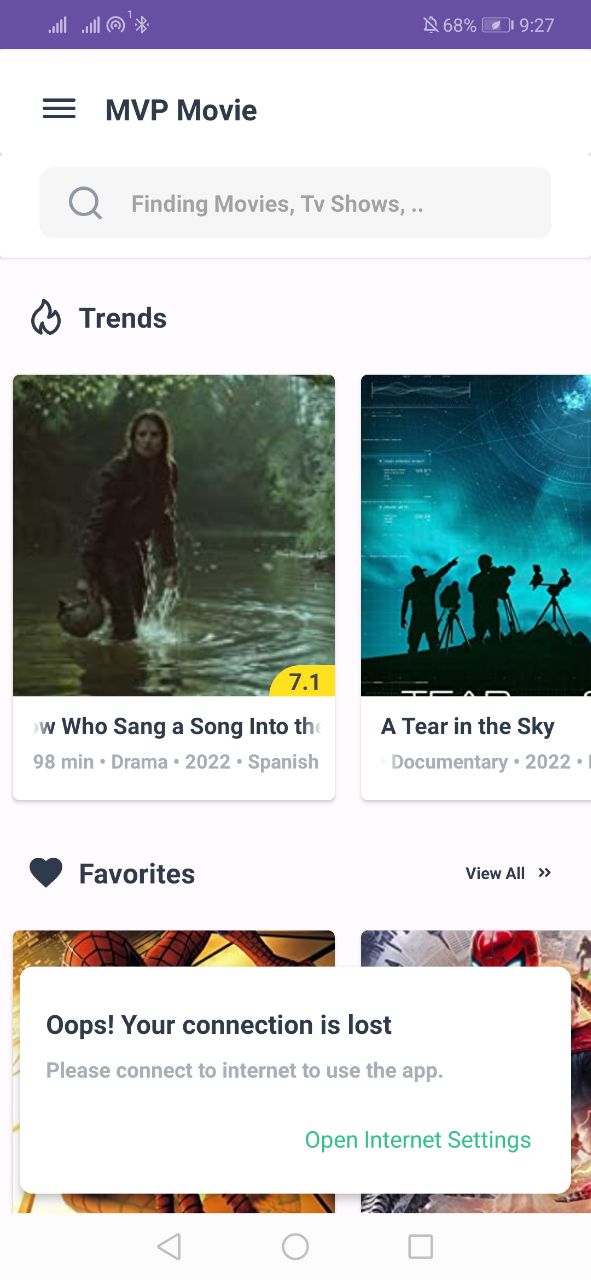 1
68%
9:27
MVP Movie
Finding Movies, Tv Shows, ..
Trends
7.1
w Who Sang a Song Into the
98 min • Drama • 2022 • Spanish
A Tear in the Sky
Documentary • 2022 •
Favorites
View All
Oops! Your connection is lost
Please connect to internet to use the app.
Open Internet Settings